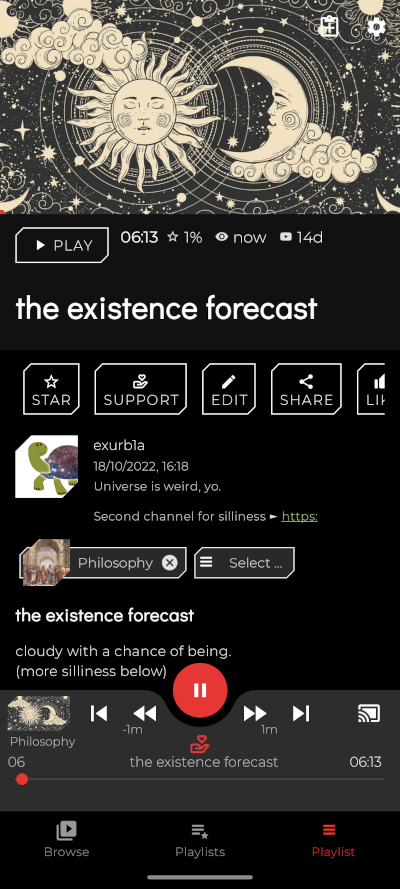 PLAY 06:13 1% now 14d
the existence forecast
STAR SUPPORT EDIT SHARE LIK
exurb1a
18/10/2022, 16:18
Universe is weird, yo.
Second channel for silliness ► https:
Philosophy Select ...
the existence forecast
cloudy with a chance of being.
(more silliness below)
-1m 1m
Philosophy
06 the existence forecast 06:13
Browse Playlists Playlist